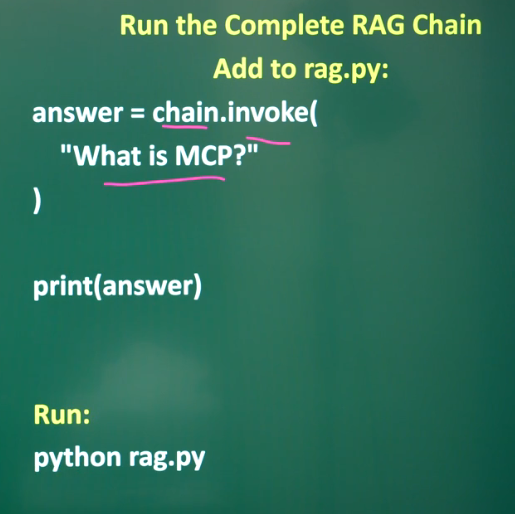 Run the Complete RAG Chain
Add to rag.py:
answer = chain.invoke(
"What is MCP?"
)
print(answer)
Run:
python rag.py